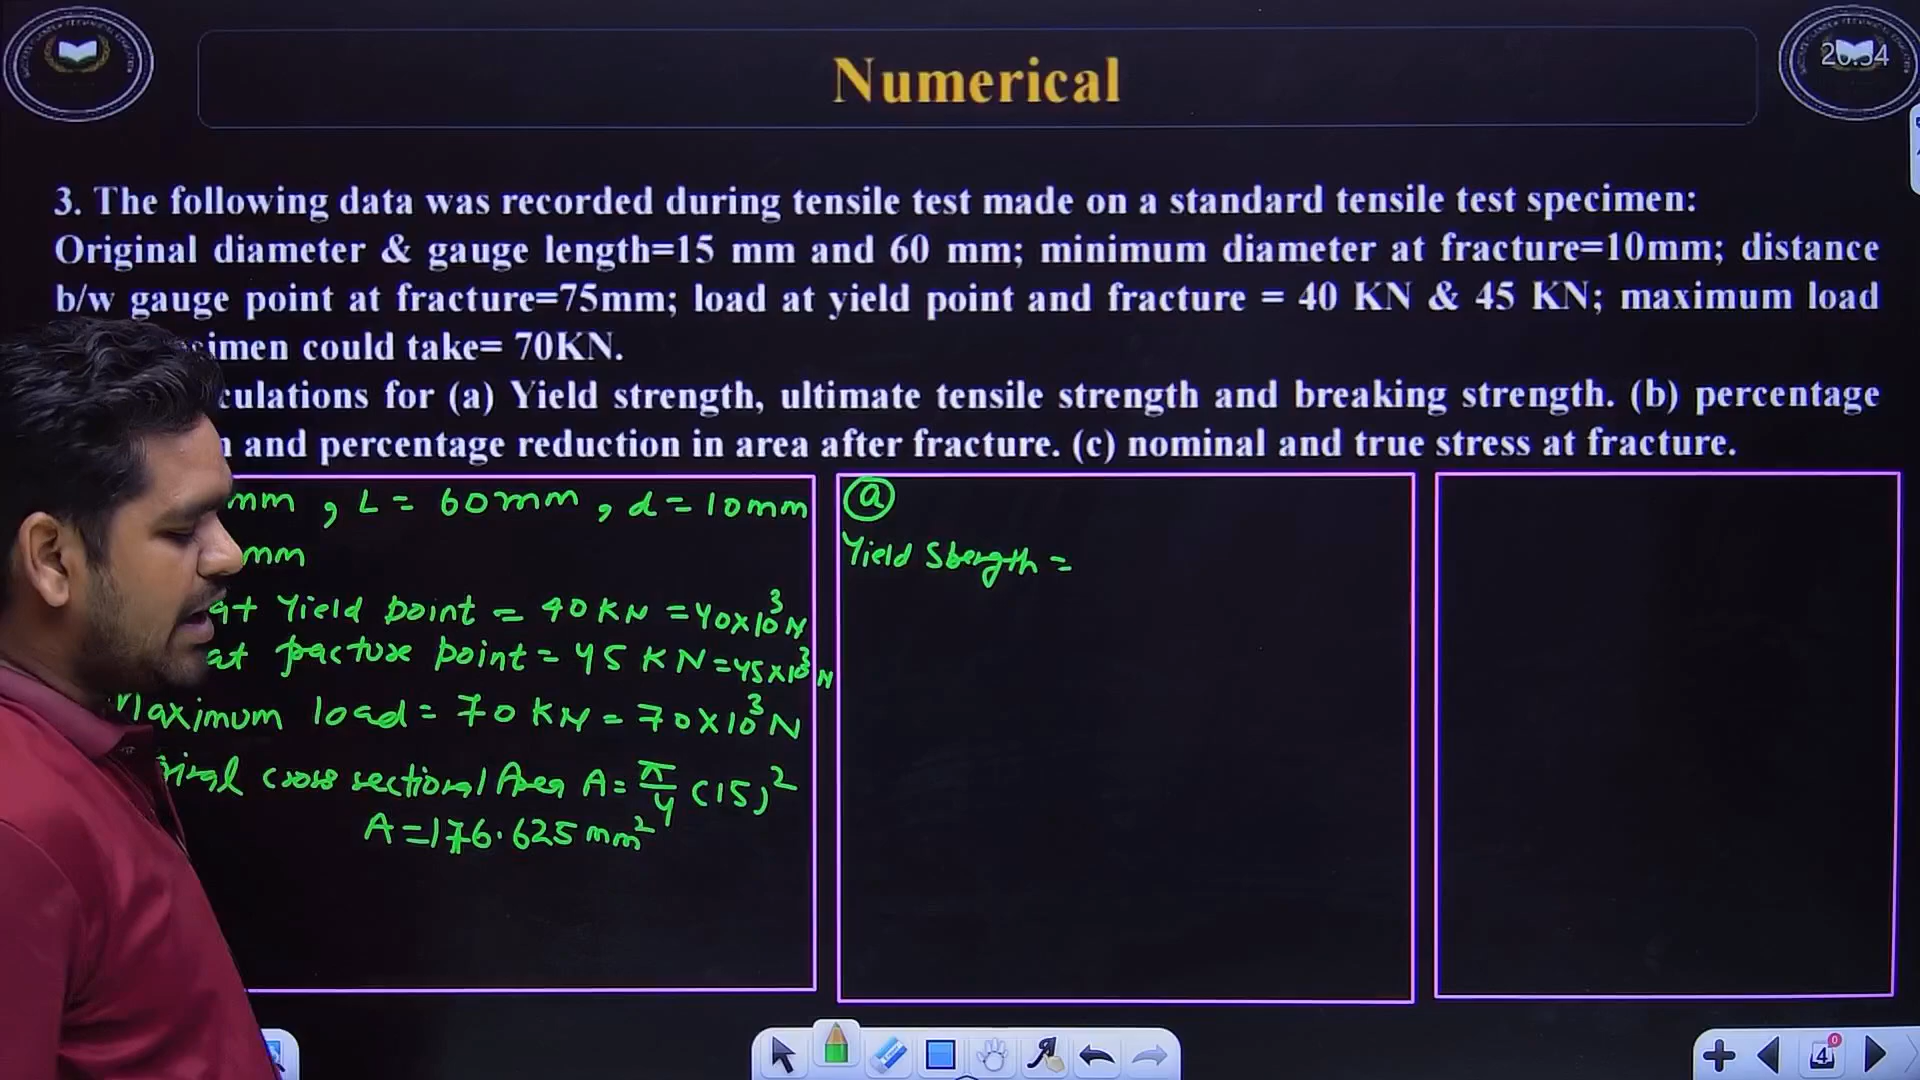 Numerical
20:54
3. The following data was recorded during tensile test made on a standard tensile test specimen:
Original diameter & gauge length=15 mm and 60 mm; minimum diameter at fracture=10mm; distance
b/w gauge point at fracture=75mm; load at yield point and fracture = 40 KN & 45 KN; maximum load
imen could take= 70KN.
culations for (a) Yield strength, ultimate tensile strength and breaking strength. (b) percentage
n and percentage reduction in area after fracture. (c) nominal and true stress at fracture.
mm , L = 60mm , d = 10mm
mm
at Yield point = 40 KN = 40×10³ N
at fracture point = 45 KN = 45×10³ N
Maximum load = 70 KN = 70×10³ N
ginal cross sectional Area A = π/4 (15)²
A = 176.625 mm²
a
Yield Strength =
4
0